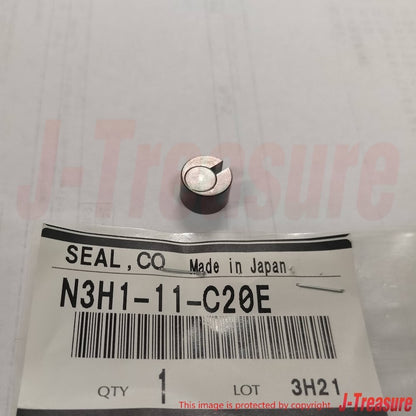 J-Treasure
SEAL,CO Made in Japan
N3H1-11-C20E
QTY 1 LOT 3H21
This image is protected by copyright
J-Treasure